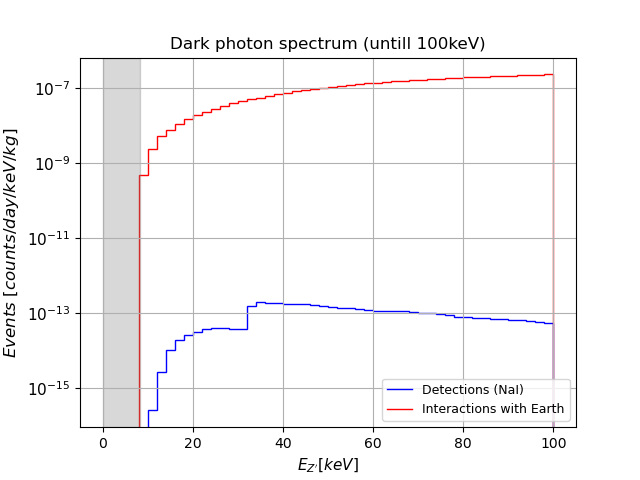 Dark photon spectrum (untill 100keV)
10⁻⁷
10⁻⁹
10⁻¹¹
10⁻¹³
10⁻¹⁵
Events [counts/day/keV/kg]
Detections (NaI)
Interactions with Earth
0 20 40 60 80 100
E_Z'[keV]